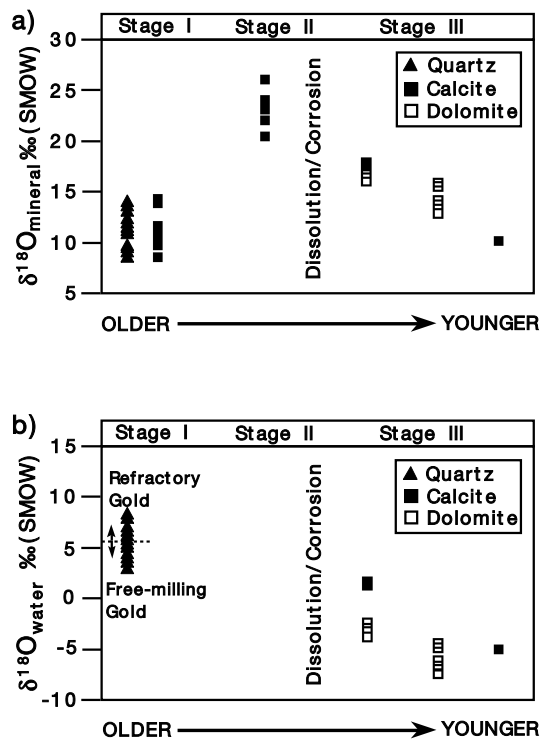 a)
Stage I Stage II Stage III
30
25
20
15
10
5
δ¹⁸Omineral‰(SMOW)
Dissolution/Corrosion
▲ Quartz
■ Calcite
□ Dolomite
OLDER YOUNGER
b)
Stage I Stage II Stage III
15
10
5
0
-5
-10
δ¹⁸Owater ‰(SMOW)
Refractory
Gold
Free-milling
Gold
Dissolution/Corrosion
▲ Quartz
■ Calcite
□ Dolomite
OLDER YOUNGER